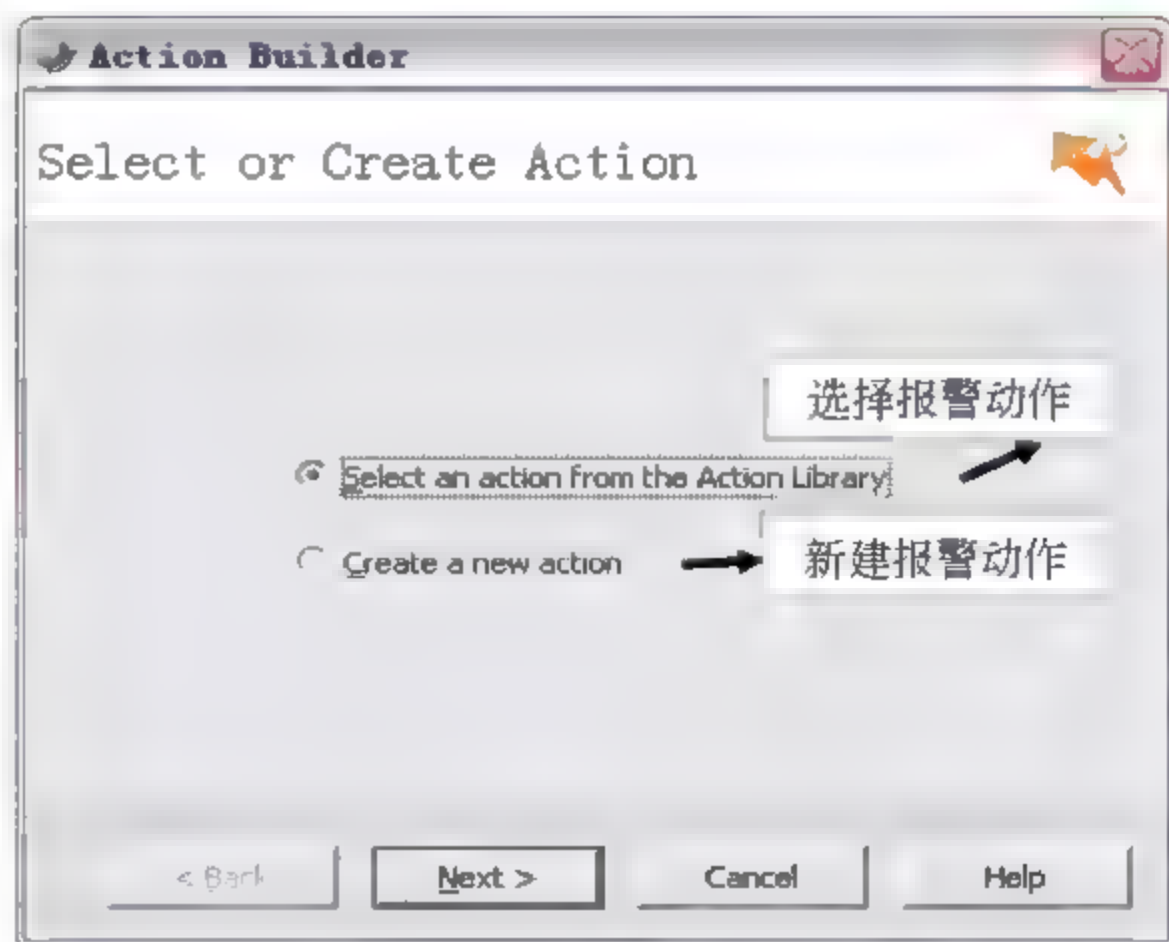 Action Builder
Select or Create Action
选择报警动作
Select an action from the Action Library
Create a new action
新建报警动作
< Back
Next >
Cancel
Help